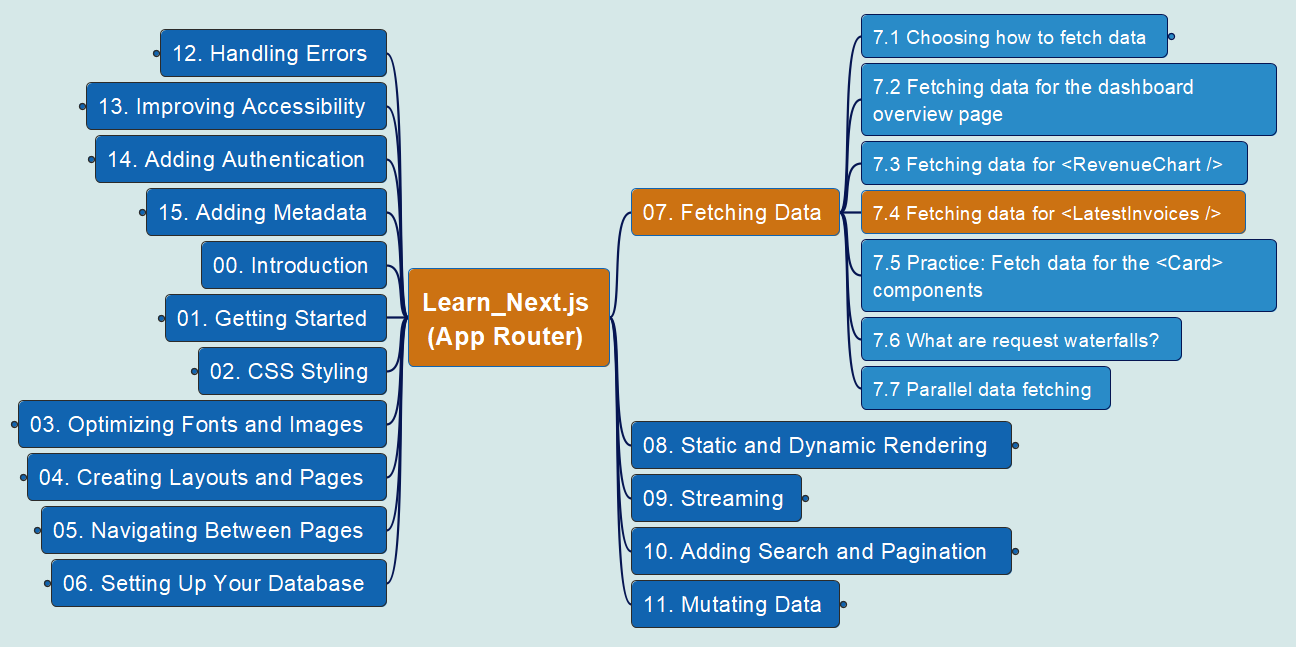 12. Handling Errors
13. Improving Accessibility
14. Adding Authentication
15. Adding Metadata
00. Introduction
01. Getting Started
02. CSS Styling
03. Optimizing Fonts and Images
04. Creating Layouts and Pages
05. Navigating Between Pages
06. Setting Up Your Database
Learn_Next.js
(App Router)
07. Fetching Data
7.1 Choosing how to fetch data
7.2 Fetching data for the dashboard
overview page
7.3 Fetching data for <RevenueChart />
7.4 Fetching data for <LatestInvoices />
7.5 Practice: Fetch data for the <Card>
components
7.6 What are request waterfalls?
7.7 Parallel data fetching
08. Static and Dynamic Rendering
09. Streaming
10. Adding Search and Pagination
11. Mutating Data